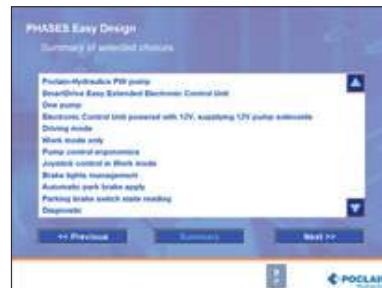 PHASES Easy Design
Summary of selected choices
Poclain-Hydraulics PW pump
SmartDrive Easy Extended Electronic Control Unit
One pump
Electronic Control Unit powered with 12V, supplying 12V pump solenoids
Driving mode
Work mode only
Pump control ergonomics
Joystick control in Work mode
Brake lights management
Automatic park brake apply
Parking brake switch state reading
Diagnostic
<< Previous
Summary
Next >>
POCLAIN